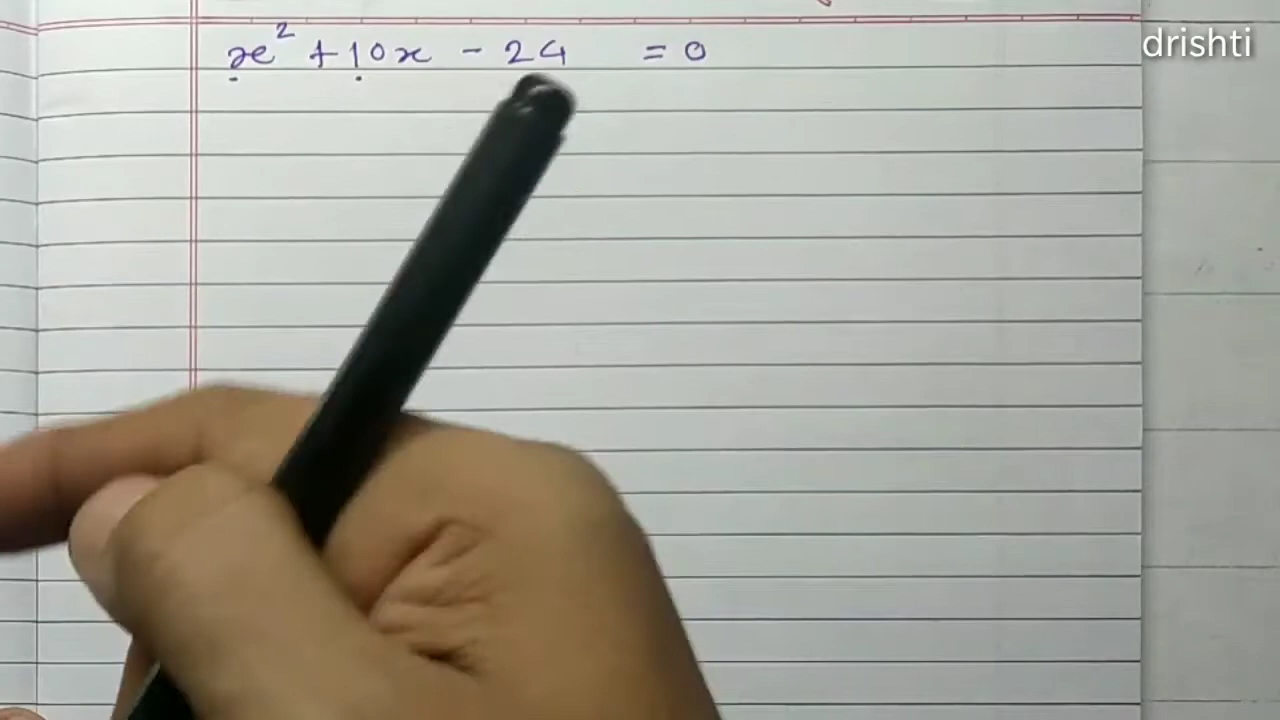 x² + 10x - 24 = 0
drishti